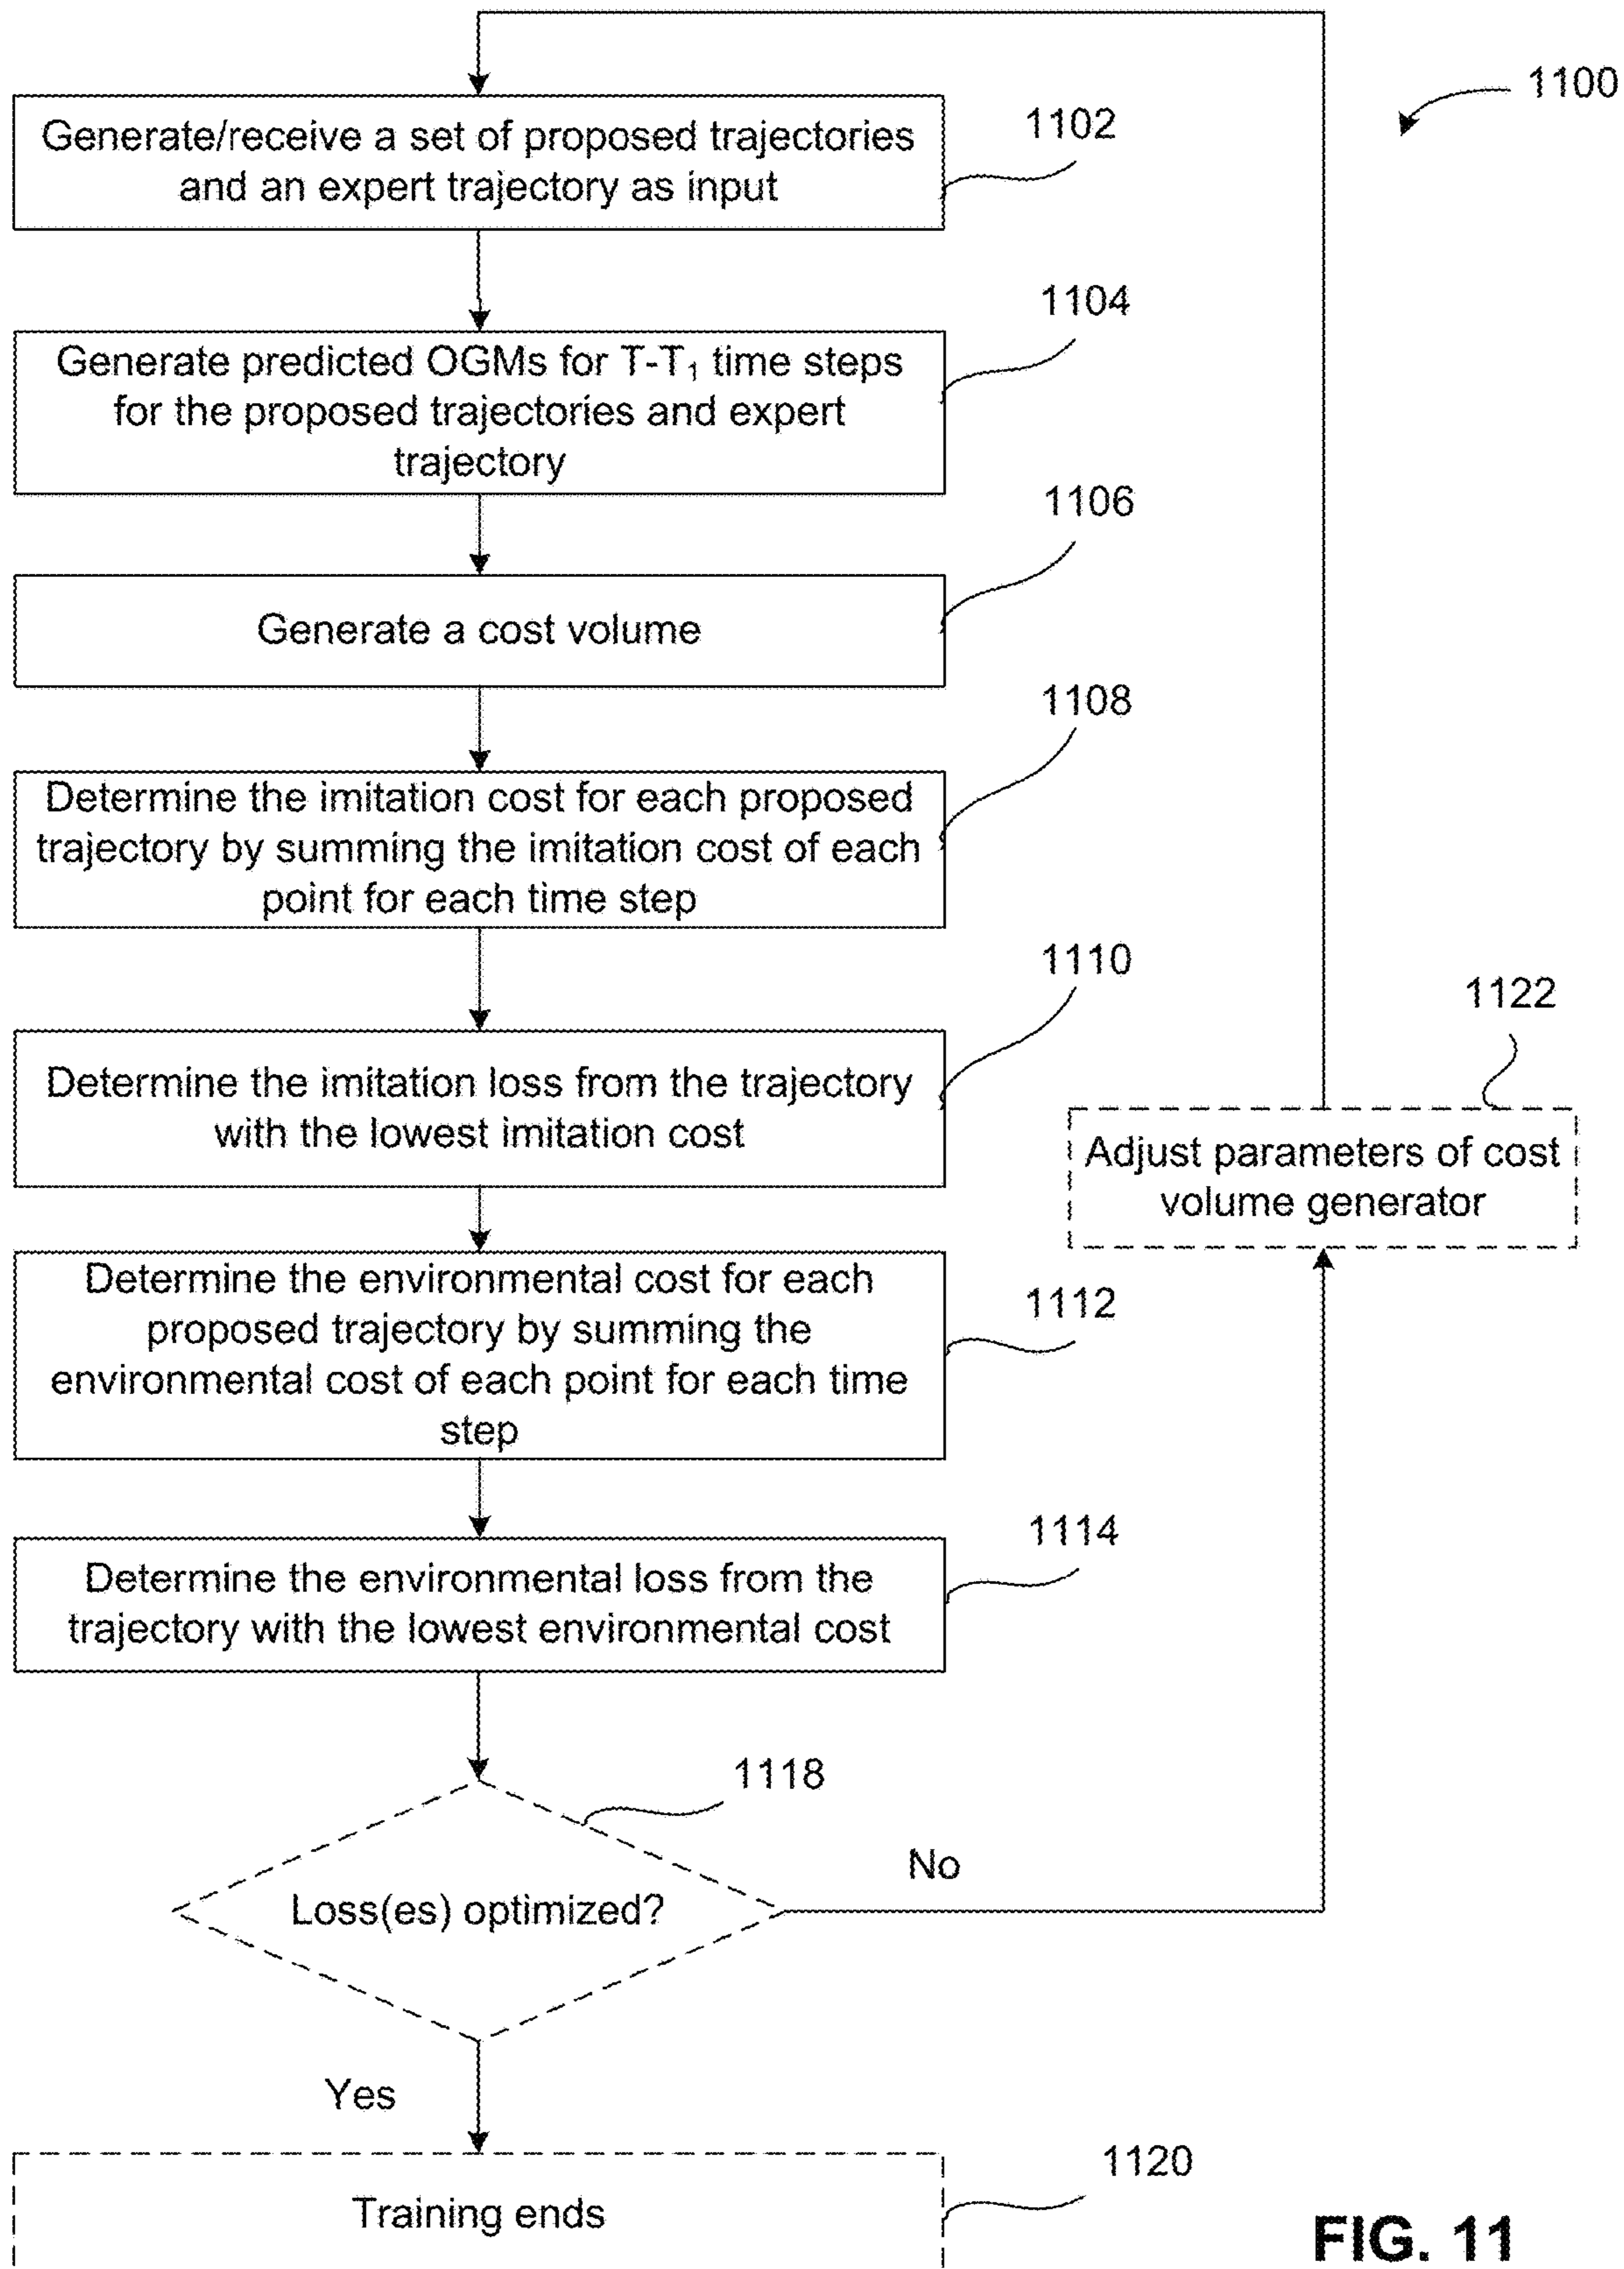 1100
Generate/receive a set of proposed trajectories
and an expert trajectory as input
1102
Generate predicted OGMs for T-T₁ time steps
for the proposed trajectories and expert
trajectory
1104
Generate a cost volume
1106
Determine the imitation cost for each proposed
trajectory by summing the imitation cost of each
point for each time step
1108
Determine the imitation loss from the trajectory
with the lowest imitation cost
1110
Adjust parameters of cost
volume generator
1122
Determine the environmental cost for each
proposed trajectory by summing the
environmental cost of each point for each time
step
1112
Determine the environmental loss from the
trajectory with the lowest environmental cost
1114
Loss(es) optimized?
1118
No
Yes
Training ends
1120
FIG. 11